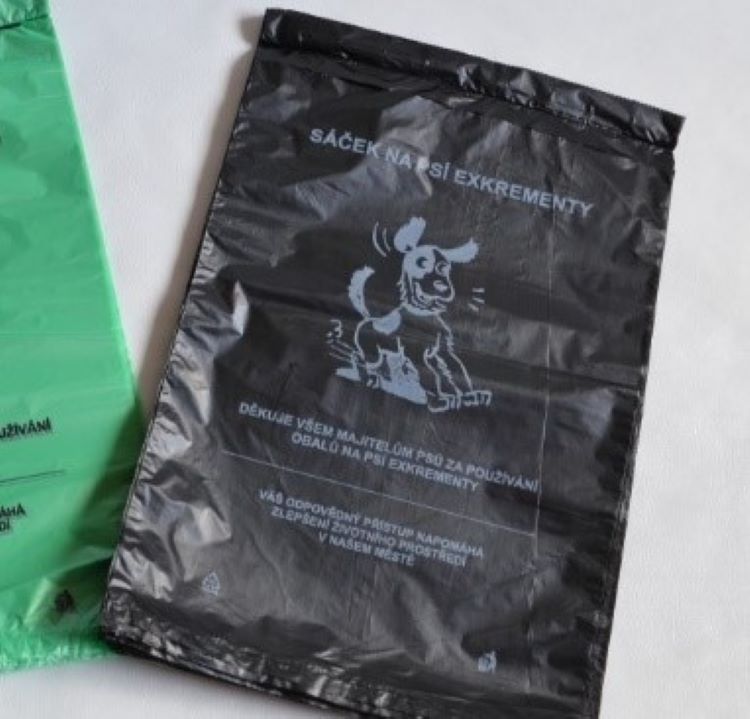 SÁČEK NA PSÍ EXKREMENTY
DĚKUJE VŠEM MAJITELŮM PSŮ ZA POUŽÍVÁNÍ
OBALŮ NA PSÍ EXKREMENTY
VÁŠ ODPOVĚDNÝ PŘÍSTUP NAPOMÁHÁ
ZLEPŠENÍ ŽIVOTNÍHO PROSTŘEDÍ
V NAŠEM MĚSTĚ